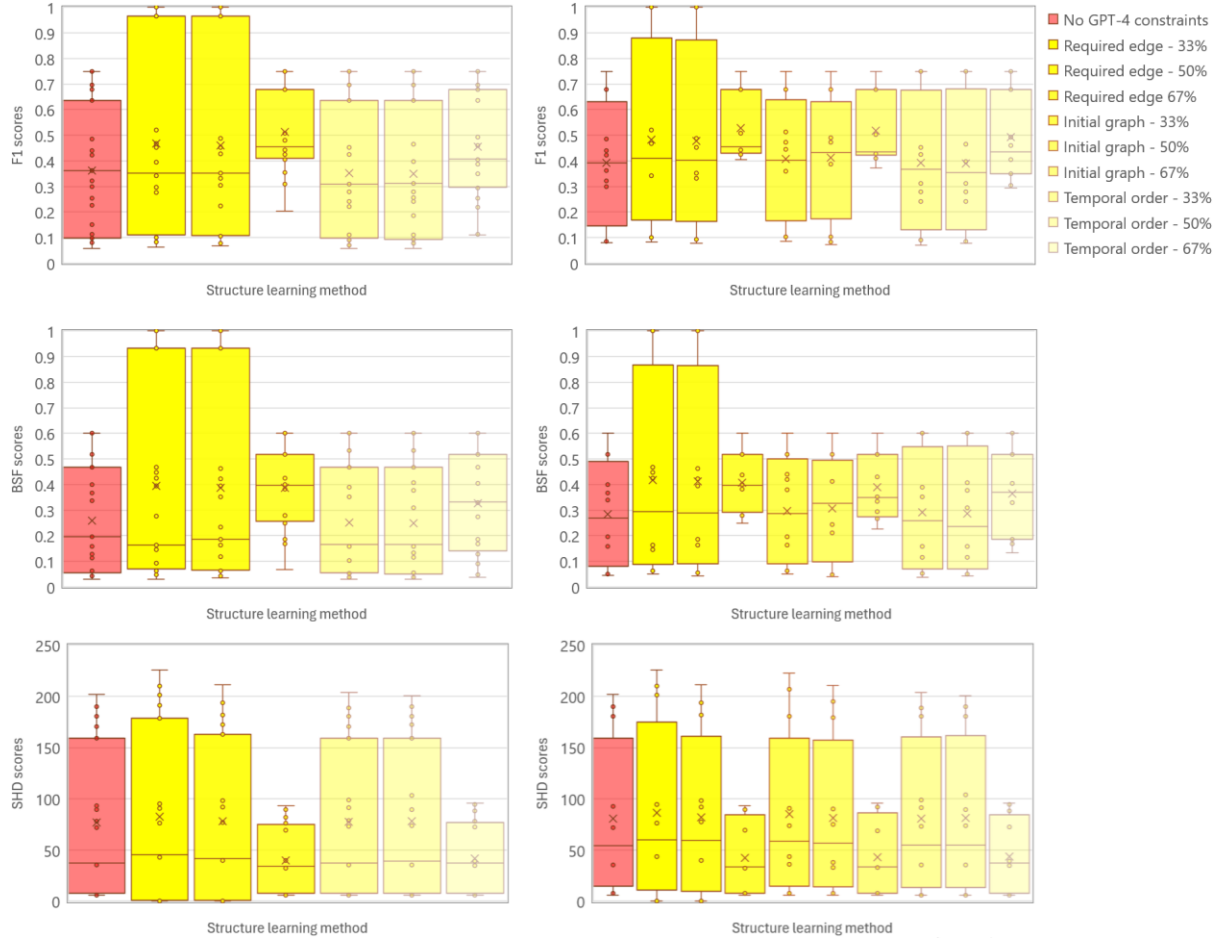 1
0.9
0.8
0.7
0.6
0.5
0.4
0.3
0.2
0.1
0
F1 scores
Structure learning method
1
0.9
0.8
0.7
0.6
0.5
0.4
0.3
0.2
0.1
0
F1 scores
Structure learning method
No GPT-4 constraints
Required edge - 33%
Required edge - 50%
Required edge 67%
Initial graph - 33%
Initial graph - 50%
Initial graph - 67%
Temporal order - 33%
Temporal order - 50%
Temporal order - 67%
1
0.9
0.8
0.7
0.6
0.5
0.4
0.3
0.2
0.1
0
BSF scores
Structure learning method
1
0.9
0.8
0.7
0.6
0.5
0.4
0.3
0.2
0.1
0
BSF scores
Structure learning method
250
200
150
100
50
0
SHD scores
Structure learning method
250
200
150
100
50
0
SHD scores
Structure learning method